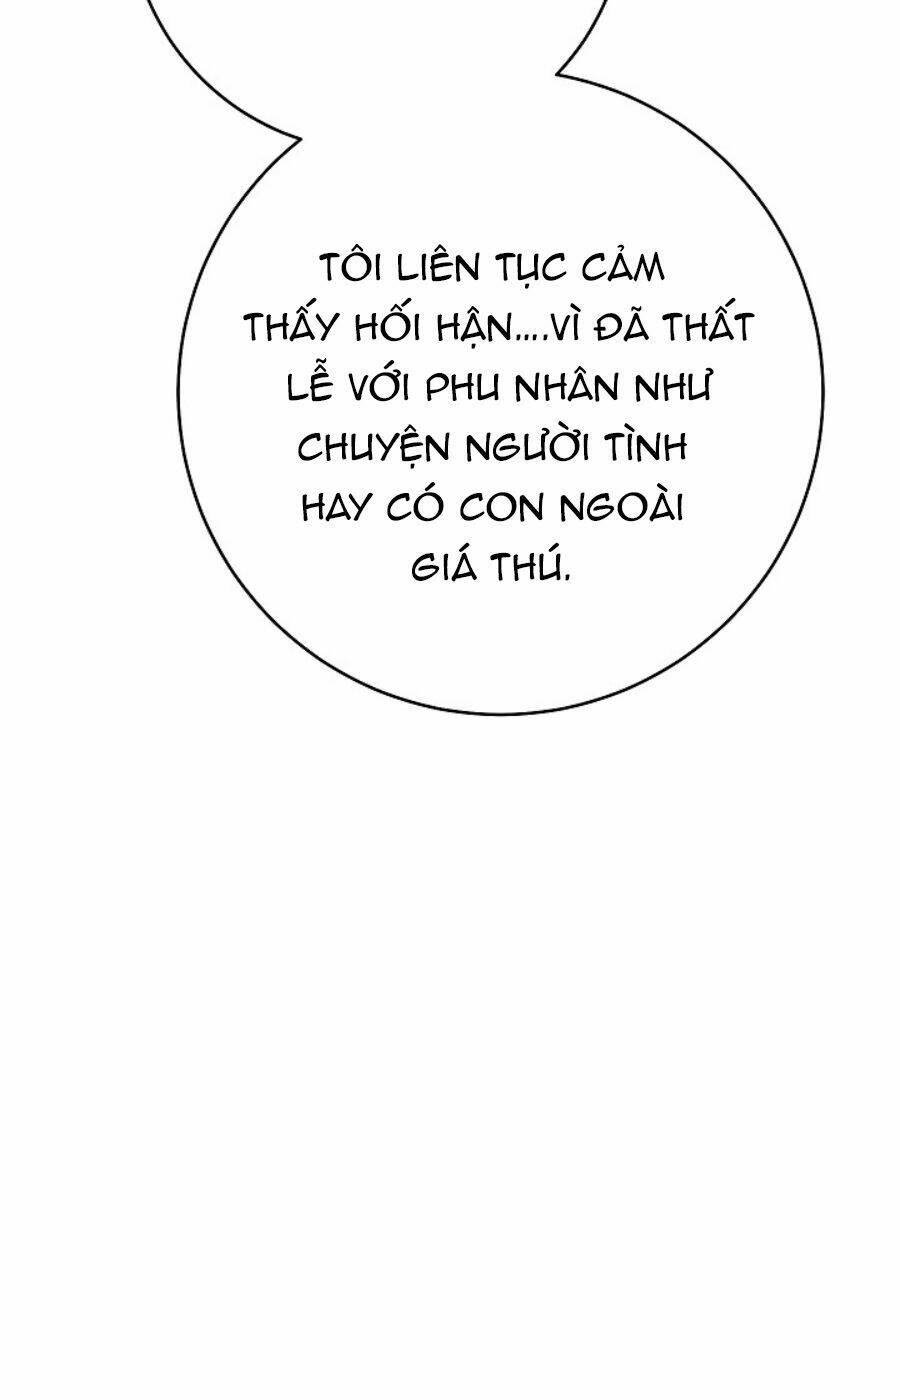 TÔI LIÊN TỤC CẢM
THẤY HỐI HẬN....VÌ ĐÃ THẤT
LỄ VỚI PHU NHÂN NHƯ
CHUYỆN NGƯỜI TÌNH
HAY CÓ CON NGOÀI
GIÁ THÚ.